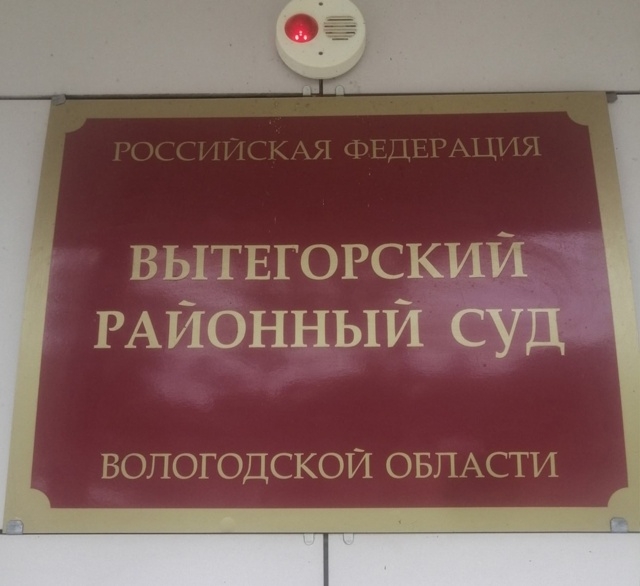 РОССИЙСКАЯ ФЕДЕРАЦИЯ
ВЫТЕГОРСКИЙ
РАЙОННЫЙ СУД
ВОЛОГОДСКОЙ ОБЛАСТИ